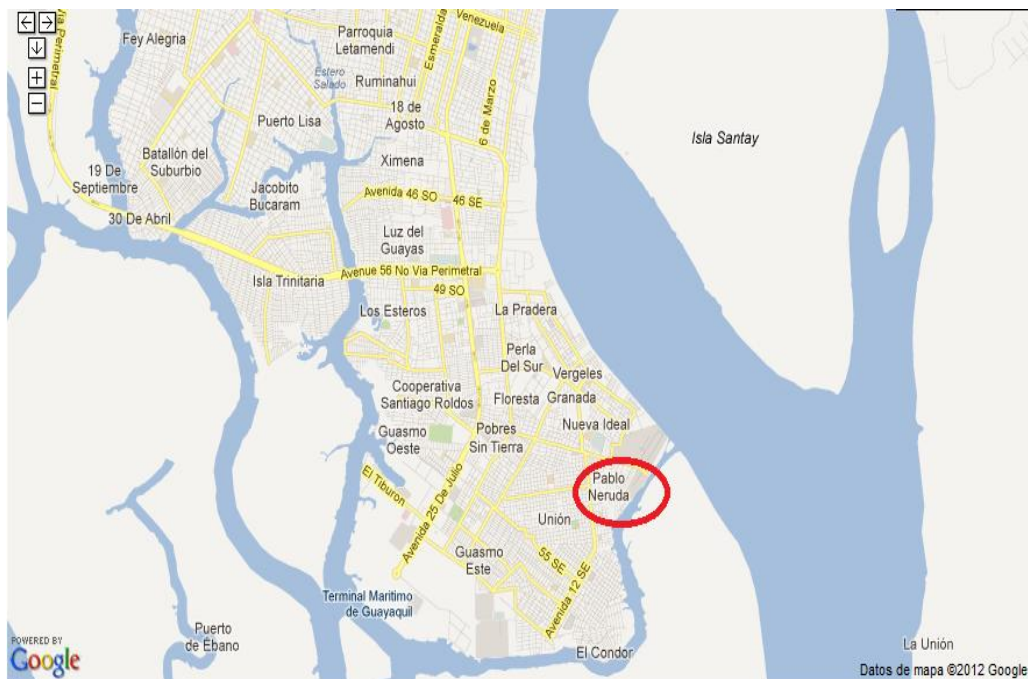 Vía Perimetral
Fey Alegria
Parroquia
Letamendi
Esmeralda
Venezuela
Estero
Salado
Ruminahui
18 de
Agosto
6 de Marzo
Isla Santay
Puerto Lisa
Batallón del
Suburbio
Ximena
19 De
Septiembre
Jacobito
Bucaram
Avenida 46 SO
46 SE
30 De Abril
Luz del
Guayas
Isla Trinitaria
Avenue 56 No Via Perimetral
49 SO
Los Esteros
La Pradera
Perla
Del Sur
Vergeles
Cooperativa
Santiago Roldos
Floresta
Granada
Guasmo
Oeste
Pobres
Sin Tierra
Nueva Ideal
El Tiburon
Avenida 25 De Julio
Pablo
Neruda
Unión
55 SE
Guasmo
Este
Avenida 12 SE
Terminal Maritimo
de Guayaquil
Puerto
de Ébano
El Condor
La Unión
POWERED BY
Google
Datos de mapa ©2012 Google